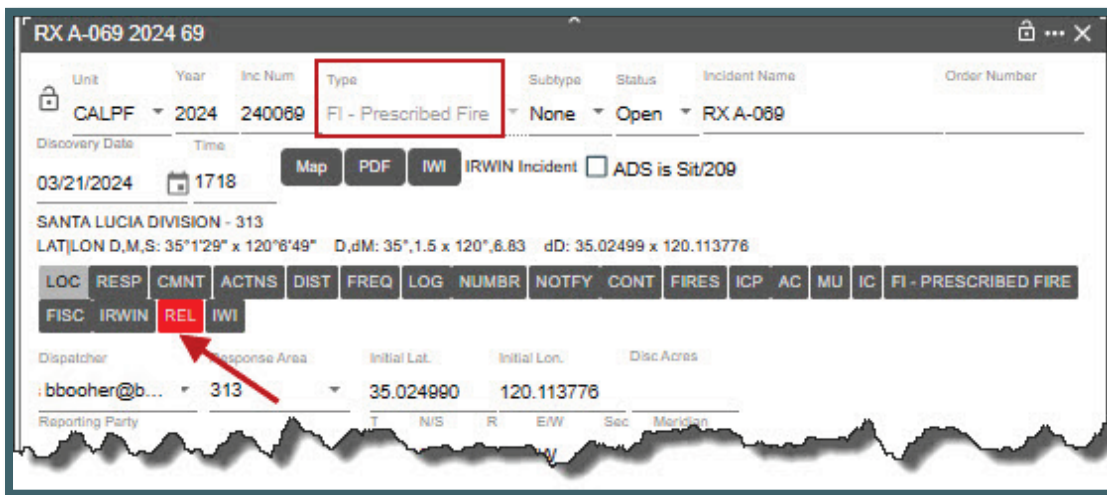 RX A-069 2024 69
Unit Year Inc Num Type Subtype Status Incident Name Order Number
CALPF 2024 240069 FI - Prescribed Fire None Open RX A-069
Discovery Date Time
03/21/2024 1718 Map PDF IWI IRWIN Incident ADS is Sit/209
SANTA LUCIA DIVISION - 313
LAT|LON D,M,S: 35°1'29" x 120°6'49" D,dM: 35°,1.5 x 120°,6.83 dD: 35.02499 x 120.113776
LOC RESP CMNT ACTNS DIST FREQ LOG NUMBR NOTFY CONT FIRES ICP AC MU IC FI - PRESCRIBED FIRE
FISC IRWIN REL IWI
Dispatcher Response Area Initial Lat. Initial Lon. Disc Acres
bbooher@b... 313 35.024990 120.113776
Reporting Party T N/S R E/W Sec Meridian